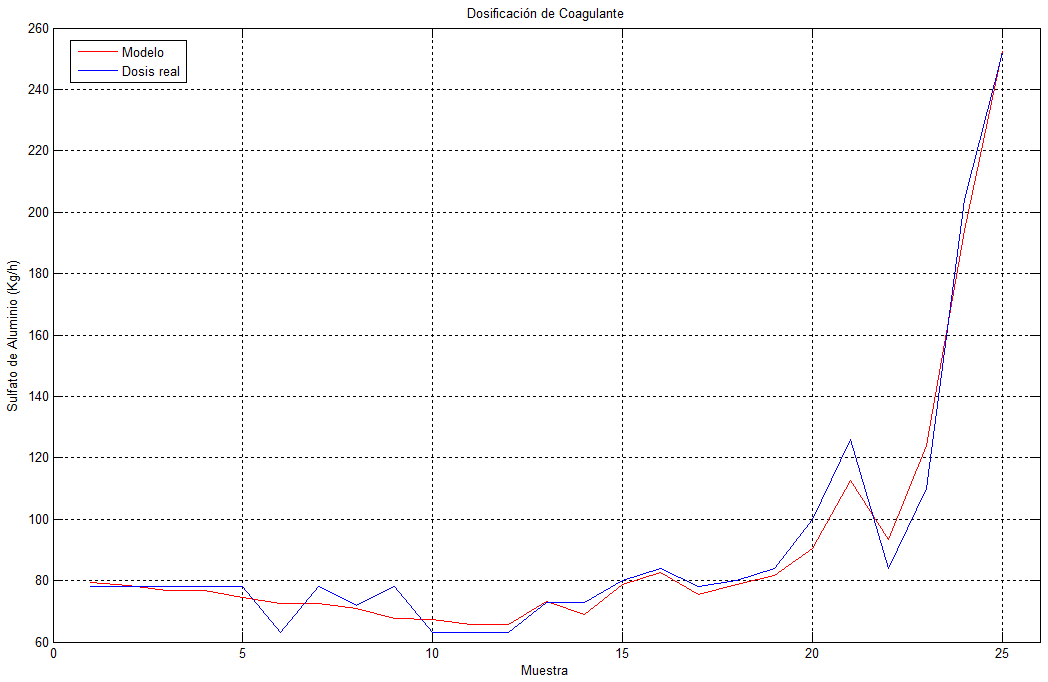 Dosificación de Coagulante
Modelo
Dosis real
Sulfato de Aluminio (Kg/h)
260
240
220
200
180
160
140
120
100
80
60
0 5 10 15 20 25
Muestra